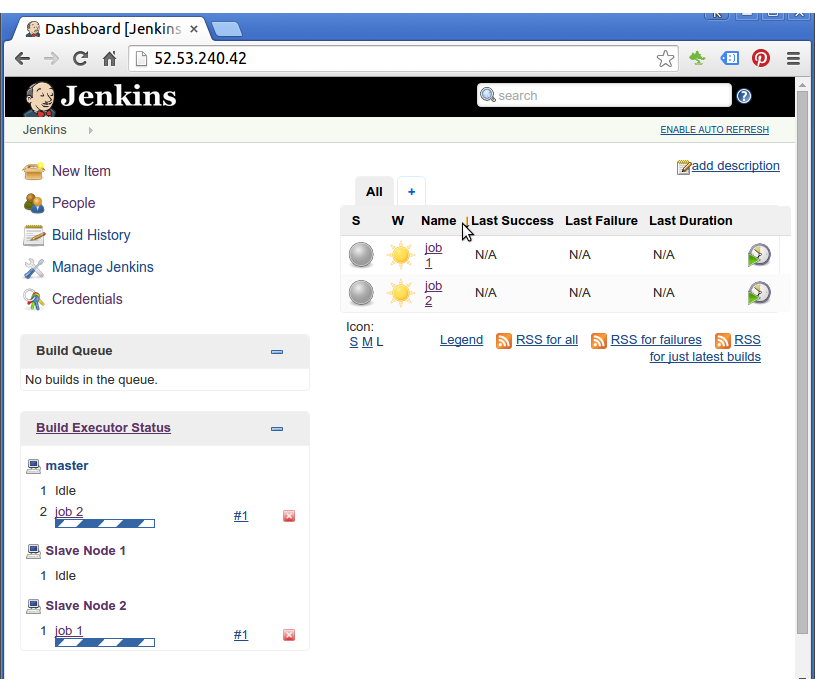 Dashboard [Jenkins
52.53.240.42
Jenkins
search
Jenkins
ENABLE AUTO REFRESH
New Item
People
Build History
Manage Jenkins
Credentials
add description
All +
S W Name ↓ Last Success Last Failure Last Duration
job
1 N/A N/A N/A
job
2 N/A N/A N/A
Icon:
S M L
Legend RSS for all RSS for failures RSS
for just latest builds
Build Queue
No builds in the queue.
Build Executor Status
master
1 Idle
2 job 2 #1
Slave Node 1
1 Idle
Slave Node 2
1 job 1 #1